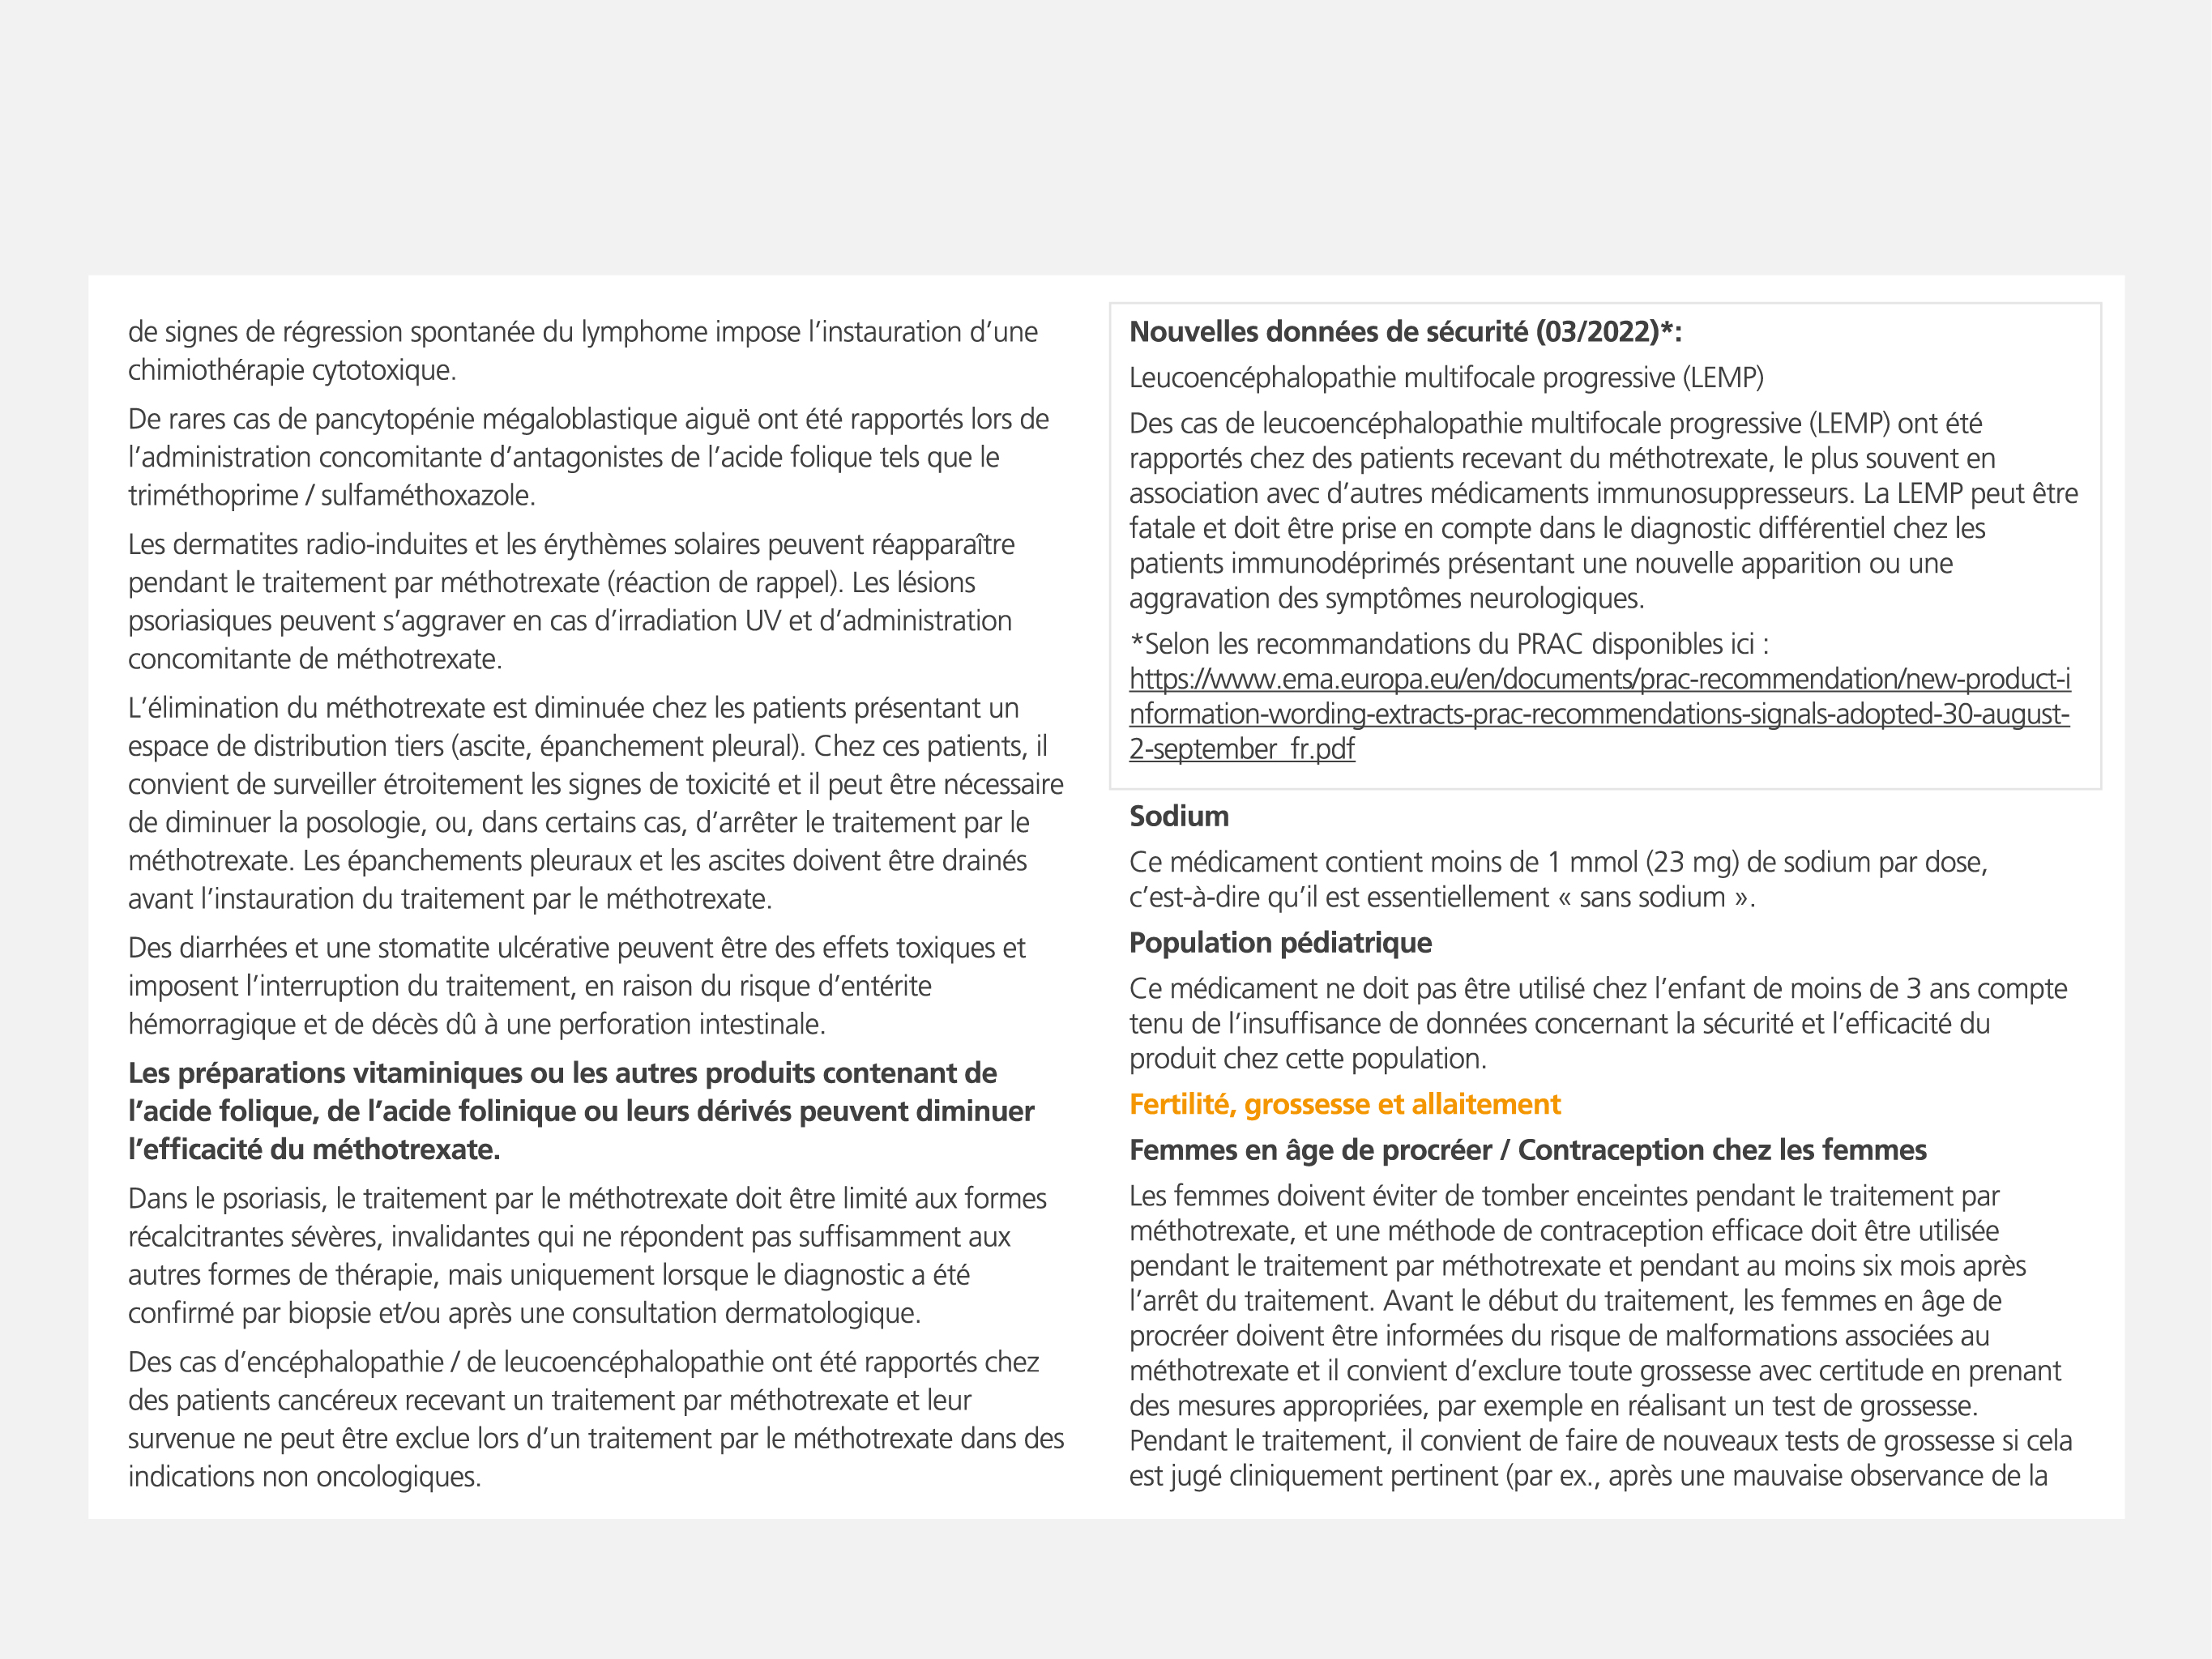 de signes de régression spontanée du lymphome impose l’instauration d’une
chimiothérapie cytotoxique.
De rares cas de pancytopénie mégaloblastique aiguë ont été rapportés lors de
l’administration concomitante d’antagonistes de l’acide folique tels que le
triméthoprime / sulfaméthoxazole.
Les dermatites radio-induites et les érythèmes solaires peuvent réapparaître
pendant le traitement par méthotrexate (réaction de rappel). Les lésions
psoriasiques peuvent s’aggraver en cas d’irradiation UV et d’administration
concomitante de méthotrexate.
L’élimination du méthotrexate est diminuée chez les patients présentant un
espace de distribution tiers (ascite, épanchement pleural). Chez ces patients, il
convient de surveiller étroitement les signes de toxicité et il peut être nécessaire
de diminuer la posologie, ou, dans certains cas, d’arrêter le traitement par le
méthotrexate. Les épanchements pleuraux et les ascites doivent être drainés
avant l’instauration du traitement par le méthotrexate.
Des diarrhées et une stomatite ulcérative peuvent être des effets toxiques et
imposent l’interruption du traitement, en raison du risque d’entérite
hémorragique et de décès dû à une perforation intestinale.
Les préparations vitaminiques ou les autres produits contenant de
l’acide folique, de l’acide folinique ou leurs dérivés peuvent diminuer
l’efficacité du méthotrexate.
Dans le psoriasis, le traitement par le méthotrexate doit être limité aux formes
récalcitrantes sévères, invalidantes qui ne répondent pas suffisamment aux
autres formes de thérapie, mais uniquement lorsque le diagnostic a été
confirmé par biopsie et/ou après une consultation dermatologique.
Des cas d’encéphalopathie / de leucoencéphalopathie ont été rapportés chez
des patients cancéreux recevant un traitement par méthotrexate et leur
survenue ne peut être exclue lors d’un traitement par le méthotrexate dans des
indications non oncologiques.
Nouvelles données de sécurité (03/2022)*:
Leucoencéphalopathie multifocale progressive (LEMP)
Des cas de leucoencéphalopathie multifocale progressive (LEMP) ont été
rapportés chez des patients recevant du méthotrexate, le plus souvent en
association avec d’autres médicaments immunosuppresseurs. La LEMP peut être
fatale et doit être prise en compte dans le diagnostic différentiel chez les
patients immunodéprimés présentant une nouvelle apparition ou une
aggravation des symptômes neurologiques.
*Selon les recommandations du PRAC disponibles ici :
https://www.ema.europa.eu/en/documents/prac-recommendation/new-product-i
nformation-wording-extracts-prac-recommendations-signals-adopted-30-august-
2-september_fr.pdf
Sodium
Ce médicament contient moins de 1 mmol (23 mg) de sodium par dose,
c’est-à-dire qu’il est essentiellement « sans sodium ».
Population pédiatrique
Ce médicament ne doit pas être utilisé chez l’enfant de moins de 3 ans compte
tenu de l’insuffisance de données concernant la sécurité et l’efficacité du
produit chez cette population.
Fertilité, grossesse et allaitement
Femmes en âge de procréer / Contraception chez les femmes
Les femmes doivent éviter de tomber enceintes pendant le traitement par
méthotrexate, et une méthode de contraception efficace doit être utilisée
pendant le traitement par méthotrexate et pendant au moins six mois après
l’arrêt du traitement. Avant le début du traitement, les femmes en âge de
procréer doivent être informées du risque de malformations associées au
méthotrexate et il convient d’exclure toute grossesse avec certitude en prenant
des mesures appropriées, par exemple en réalisant un test de grossesse.
Pendant le traitement, il convient de faire de nouveaux tests de grossesse si cela
est jugé cliniquement pertinent (par ex., après une mauvaise observance de la